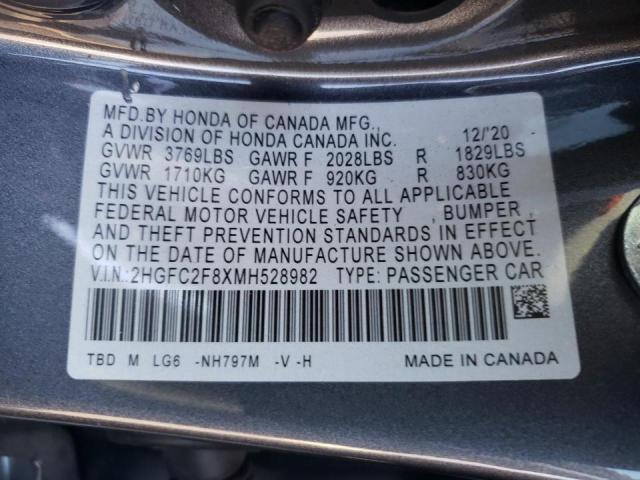 MFD.BY HONDA OF CANADA MFG.,
A DIVISION OF HONDA CANADA INC. 12/'20
GVWR 3769LBS GAWR F 2028LBS R 1829LBS
GVWR 1710KG GAWR F 920KG R 830KG
THIS VEHICLE CONFORMS TO ALL APPLICABLE
FEDERAL MOTOR VEHICLE SAFETY , BUMPER ,
AND THEFT PREVENTION STANDARDS IN EFFECT
ON THE DATE OF MANUFACTURE SHOWN ABOVE.
V.I.N.:2HGFC2F8XMH528982 TYPE: PASSENGER CAR
TBD M LG6 -NH797M -V -H MADE IN CANADA